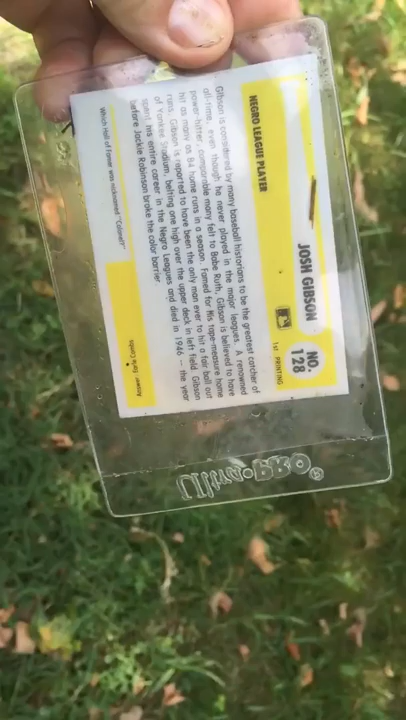 JOSH GIBSON
NO.
128
1st PRINTING
NEGRO LEAGUE PLAYER
Gibson is considered by many baseball historians to be the greatest catcher of
all-time, even though he never played in the major leagues. A renowned
power-hitter, comparable many felt to Babe Ruth, Gibson is believed to have
hit as many as 84 home runs in a season. Famed for his tape-measure home
runs, Gibson is reported to have been the only man ever to hit a fair ball out
of Yankee Stadium, belting one high over the upper deck in left field. Gibson
spent his entire career in the Negro Leagues and died in 1946 — the year
before Jackie Robinson broke the color barrier.
Which Hall of Famer was nicknamed "Colonel?"
Answer: Earle Combs
Ultra•PRO®